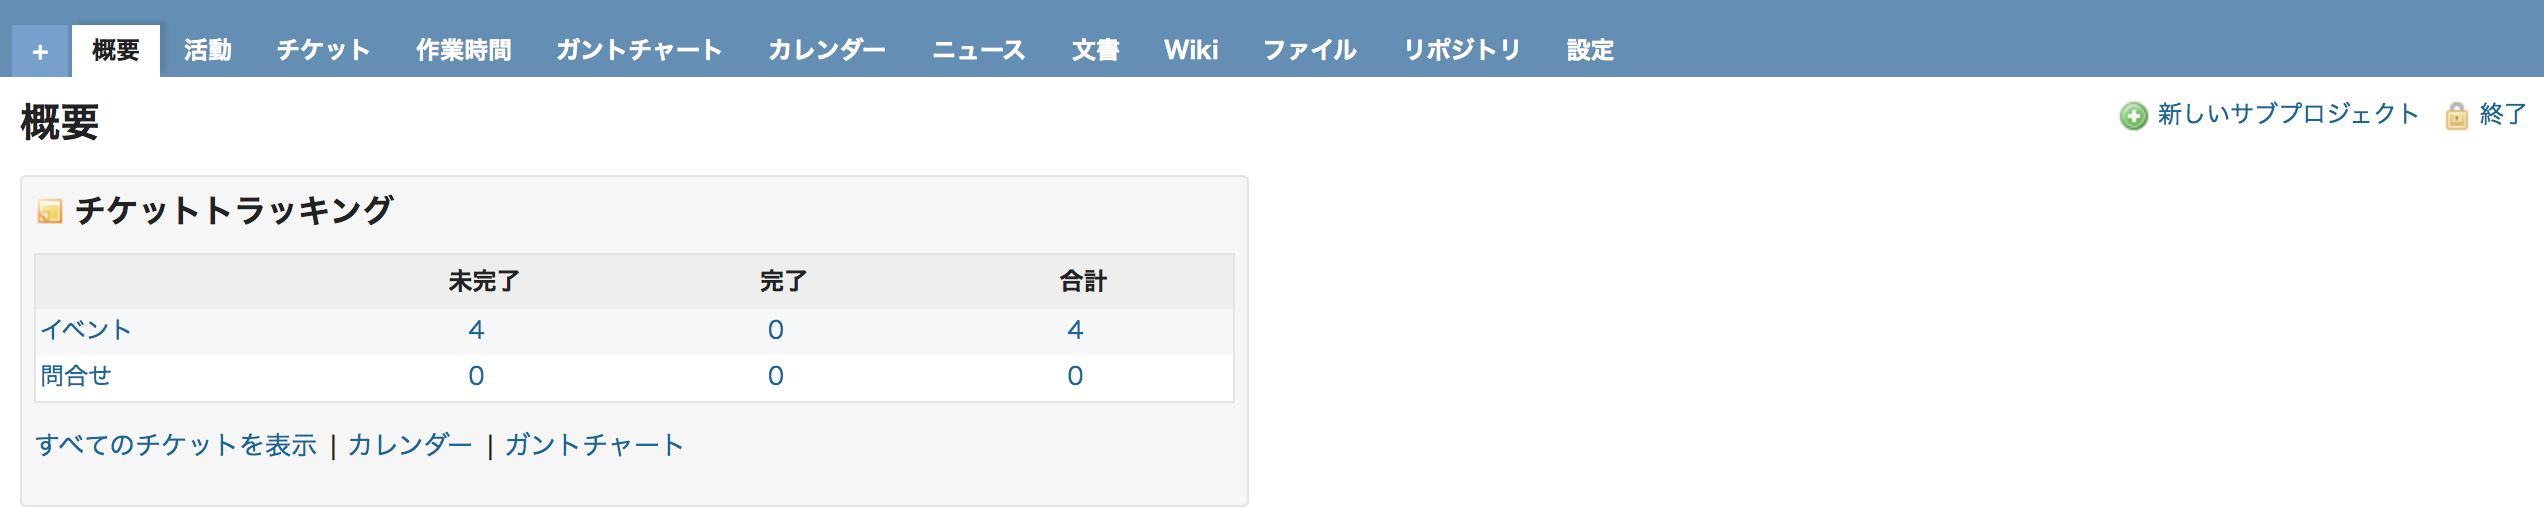 + 概要 活動 チケット 作業時間 ガントチャート カレンダー ニュース 文書 Wiki ファイル リポジトリ 設定
概要
新しいサブプロジェクト 終了
チケットトラッキング
未完了 完了 合計
イベント 4 0 4
問合せ 0 0 0
すべてのチケットを表示 | カレンダー | ガントチャート